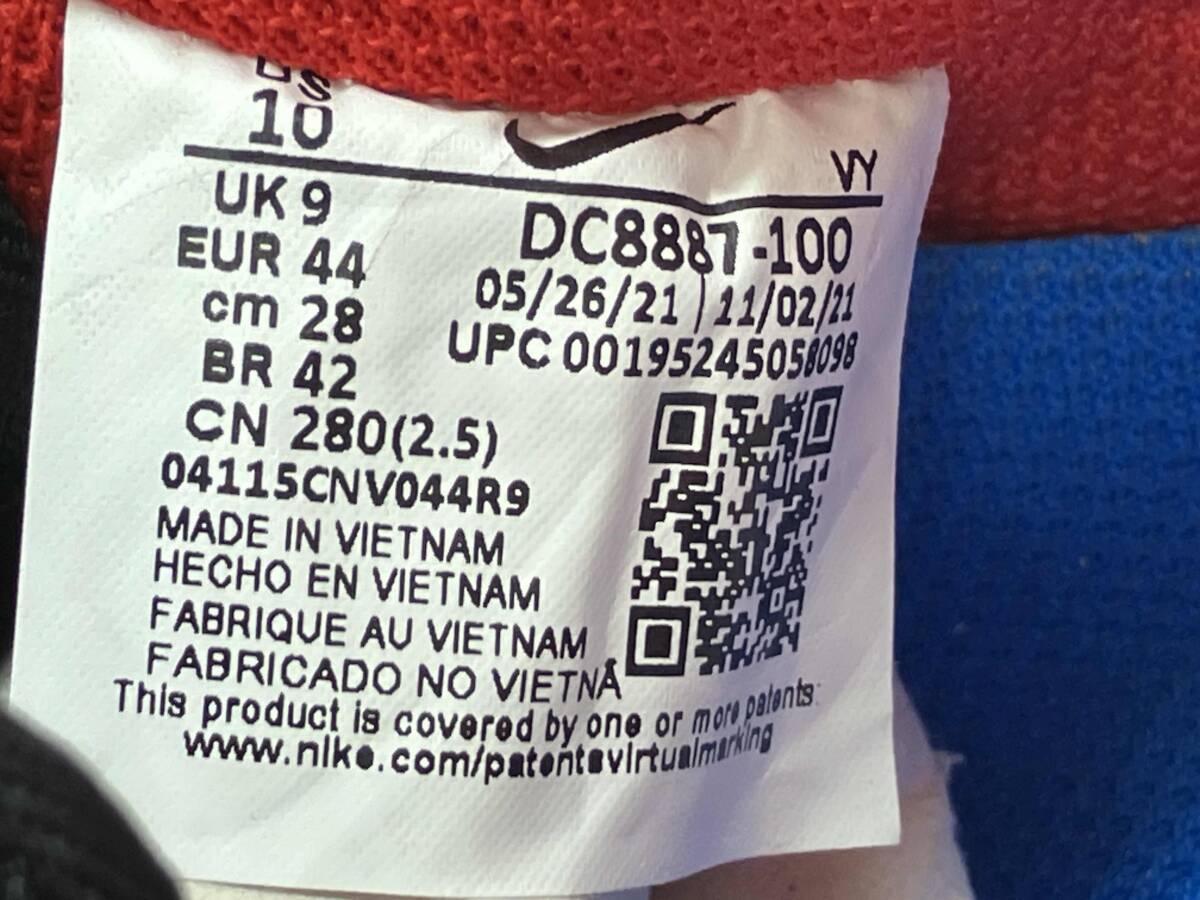 US
10
VY
UK 9
DC8887-100
EUR 44
05/26/21 | 11/02/21
cm 28
UPC 00195245058098
BR 42
CN 280(2.5)
04115CNV044R9
MADE IN VIETNAM
HECHO EN VIETNAM
FABRIQUE AU VIETNAM
FABRICADO NO VIETNÃ
This product is covered by one or more patents:
www.nike.com/patentavirtualmarking